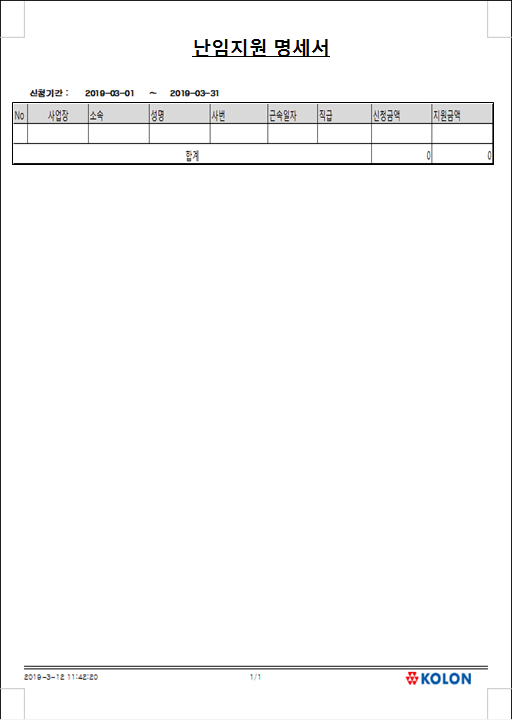 난임지원 명세서
신청기간 : 2019-03-01 ~ 2019-03-31
No 사업장 소속 성명 사번 근속일자 직급 신청금액 지원금액
합계 0 0
2019-3-12 11:42:20 1/1 KOLON